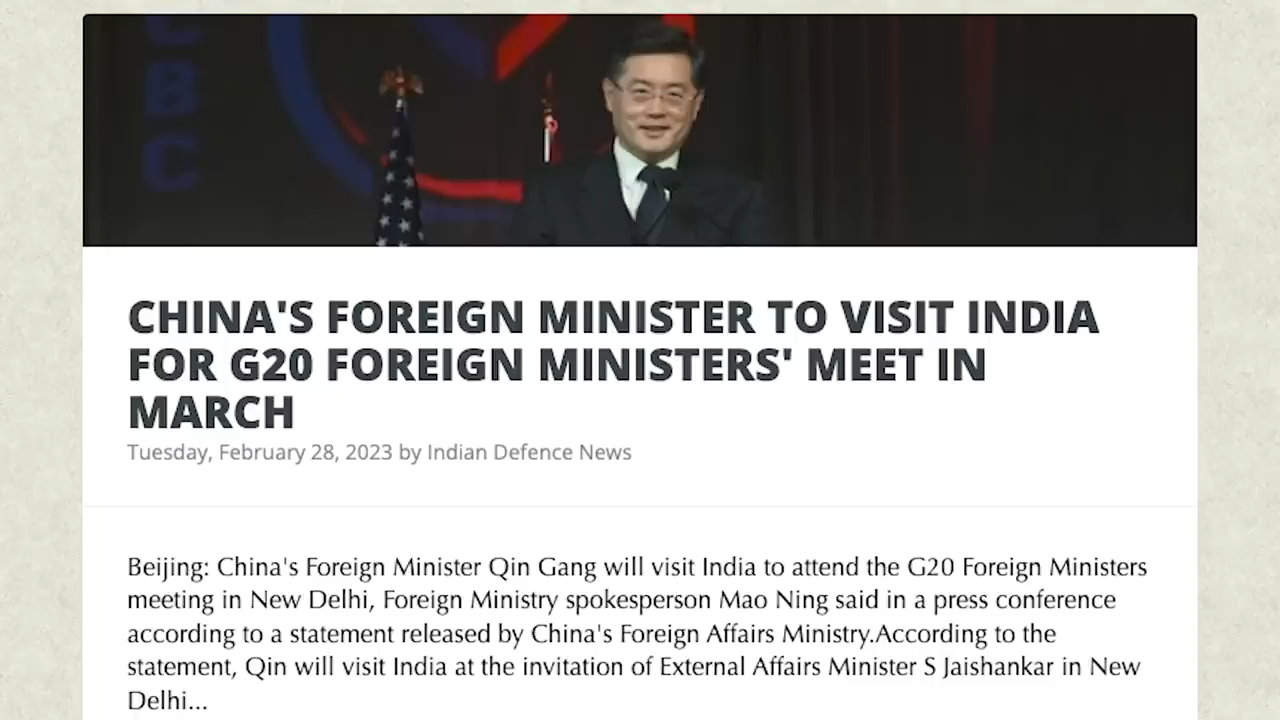 C
B
C
CHINA'S FOREIGN MINISTER TO VISIT INDIA
FOR G20 FOREIGN MINISTERS' MEET IN
MARCH
Tuesday, February 28, 2023 by Indian Defence News
Beijing: China's Foreign Minister Qin Gang will visit India to attend the G20 Foreign Ministers
meeting in New Delhi, Foreign Ministry spokesperson Mao Ning said in a press conference
according to a statement released by China's Foreign Affairs Ministry.According to the
statement, Qin will visit India at the invitation of External Affairs Minister S Jaishankar in New
Delhi...